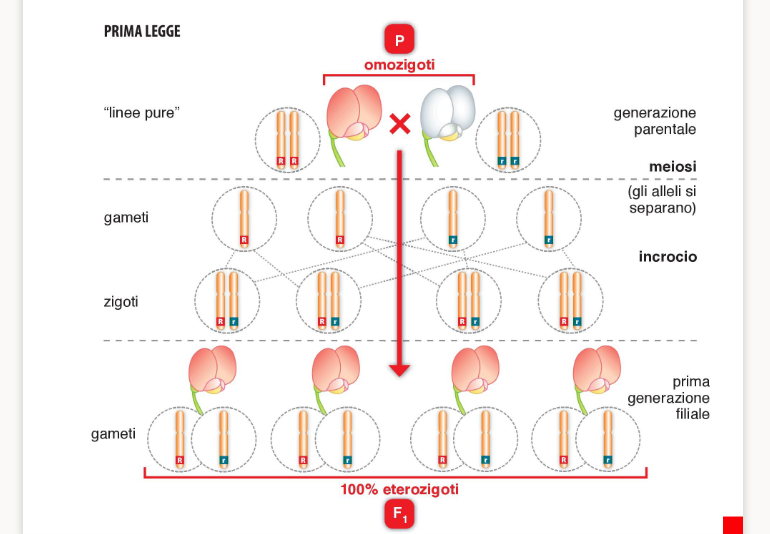 PRIMA LEGGE
P
omozigoti
"linee pure"
generazione
parentale
R R
r r
meiosi
(gli alleli si
separano)
gameti
R
R
r
r
incrocio
zigoti
R r
R r
R r
R r
prima
generazione
filiale
gameti
R r
R r
R r
R r
100% eterozigoti
F1